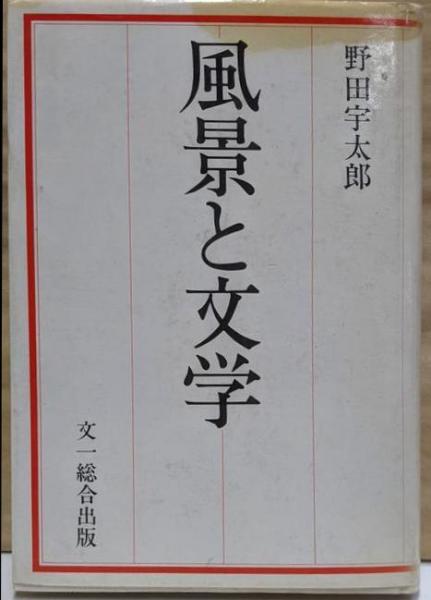 野田宇太郎
風景と文学
文一総合出版